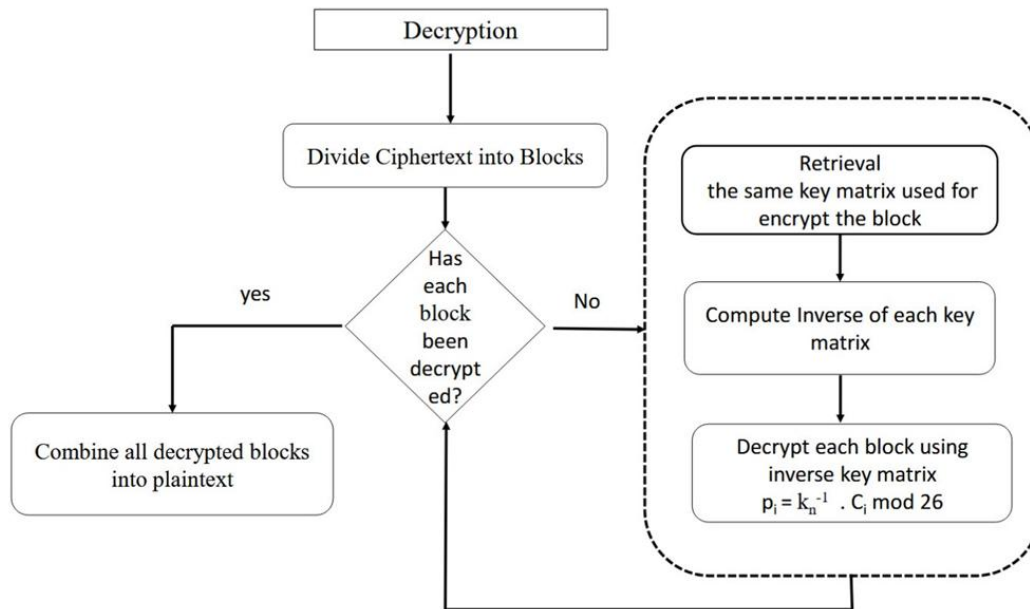 Decryption
Divide Ciphertext into Blocks
Has
each
block
been
decrypt
ed?
yes
No
Combine all decrypted blocks
into plaintext
Retrieval
the same key matrix used for
encrypt the block
Compute Inverse of each key
matrix
Decrypt each block using
inverse key matrix
pᵢ = kₙ⁻¹ . Cᵢ mod 26